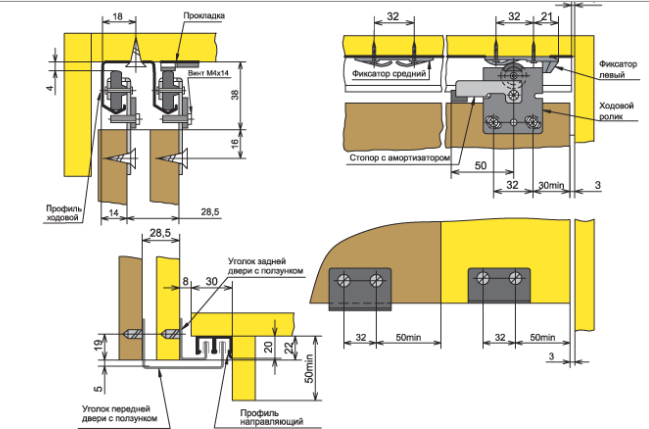 18
Прокладка
4
Винт М4х14
38
16
Профиль
ходовой
14
28,5
32
32
21
Фиксатор средний
Фиксатор
левый
Ходовой
ролик
Стопор с амортизатором
50
32
30min
3
28,5
Уголок задней
двери с ползунком
8
30
19
5
20
22
50min
Уголок передней
двери с ползунком
Профиль
направляющий
32
50min
32
50min
3